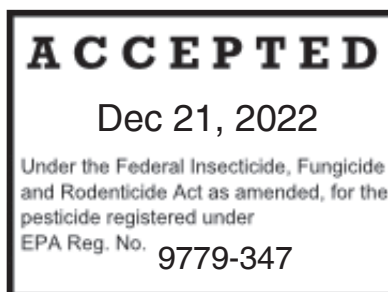 ACCEPTED
Dec 21, 2022
Under the Federal Insecticide, Fungicide
and Rodenticide Act as amended, for the
pesticide registered under
EPA Reg. No. 9779-347